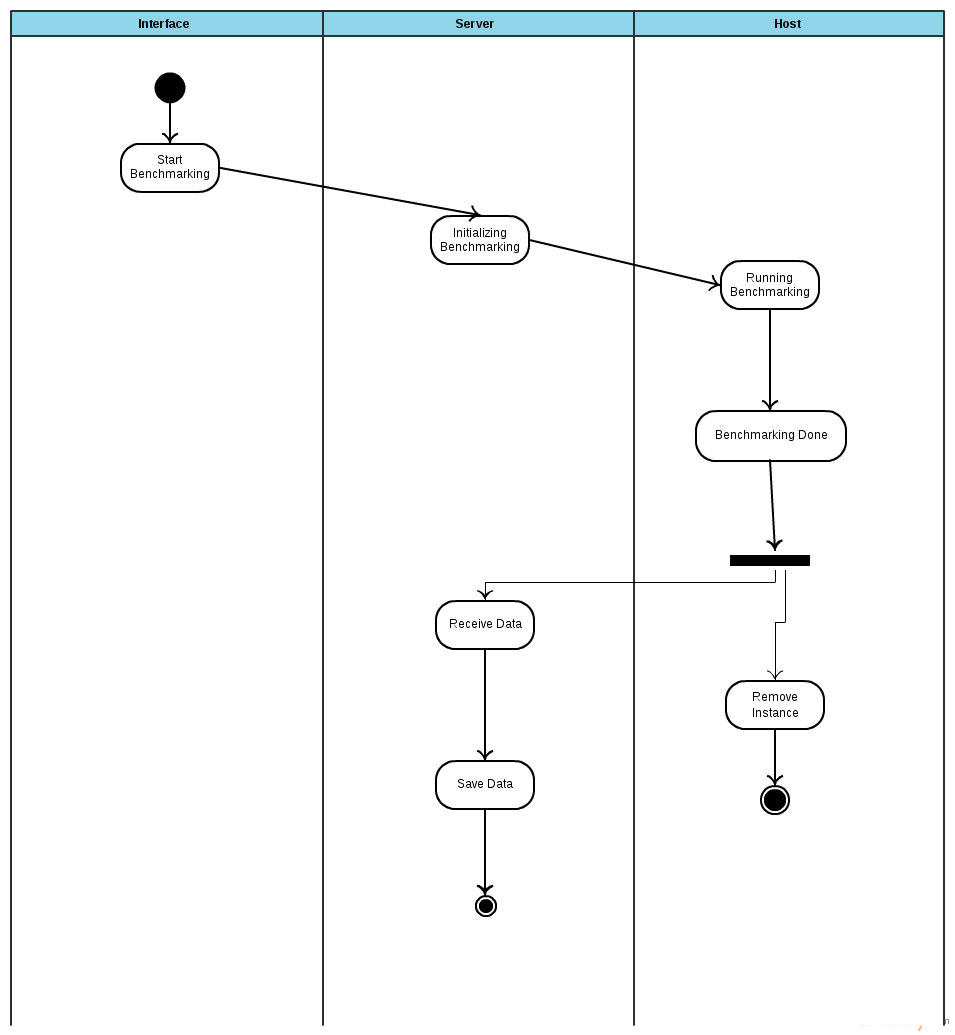 Interface
Server
Host
Start
Benchmarking
Initializing
Benchmarking
Running
Benchmarking
Benchmarking Done
Receive Data
Remove
Instance
Save Data